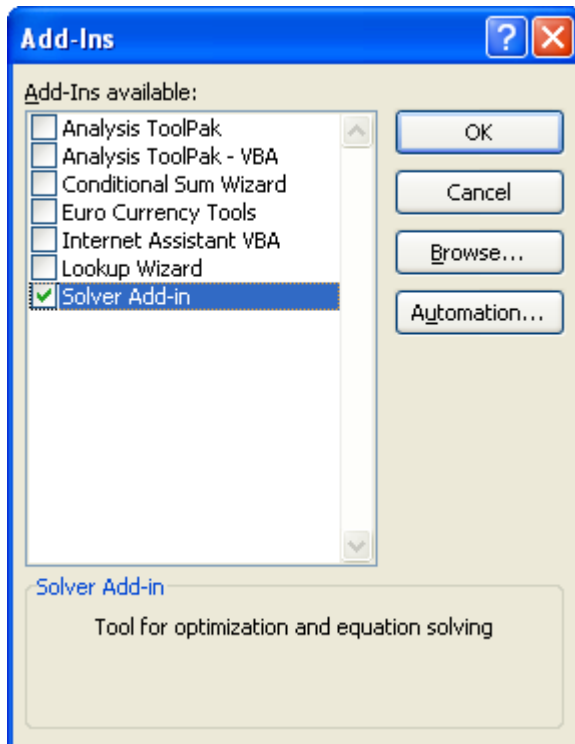 Add-Ins
?
Add-Ins available:
Analysis ToolPak
Analysis ToolPak - VBA
Conditional Sum Wizard
Euro Currency Tools
Internet Assistant VBA
Lookup Wizard
Solver Add-in
OK
Cancel
Browse...
Automation...
Solver Add-in
Tool for optimization and equation solving